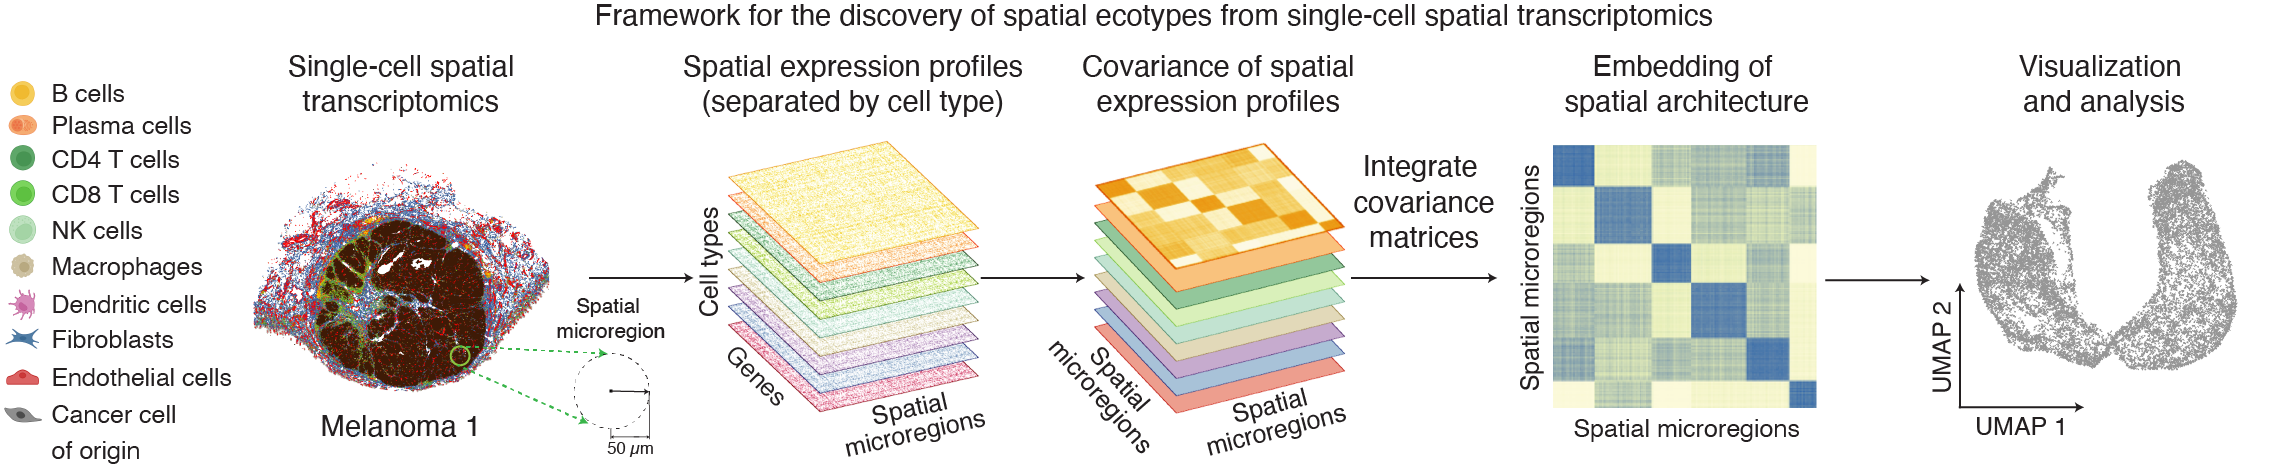 Framework for the discovery of spatial ecotypes from single-cell spatial transcriptomics
B cells
Plasma cells
CD4 T cells
CD8 T cells
NK cells
Macrophages
Dendritic cells
Fibroblasts
Endothelial cells
Cancer cell
of origin
Single-cell spatial
transcriptomics
Melanoma 1
Spatial
microregion
50 µm
Spatial expression profiles
(separated by cell type)
Cell types
Genes
Spatial
microregions
Covariance of spatial
expression profiles
Spatial
microregions
Spatial
microregions
Integrate
covariance
matrices
Embedding of
spatial architecture
Spatial microregions
Spatial microregions
Visualization
and analysis
UMAP 2
UMAP 1